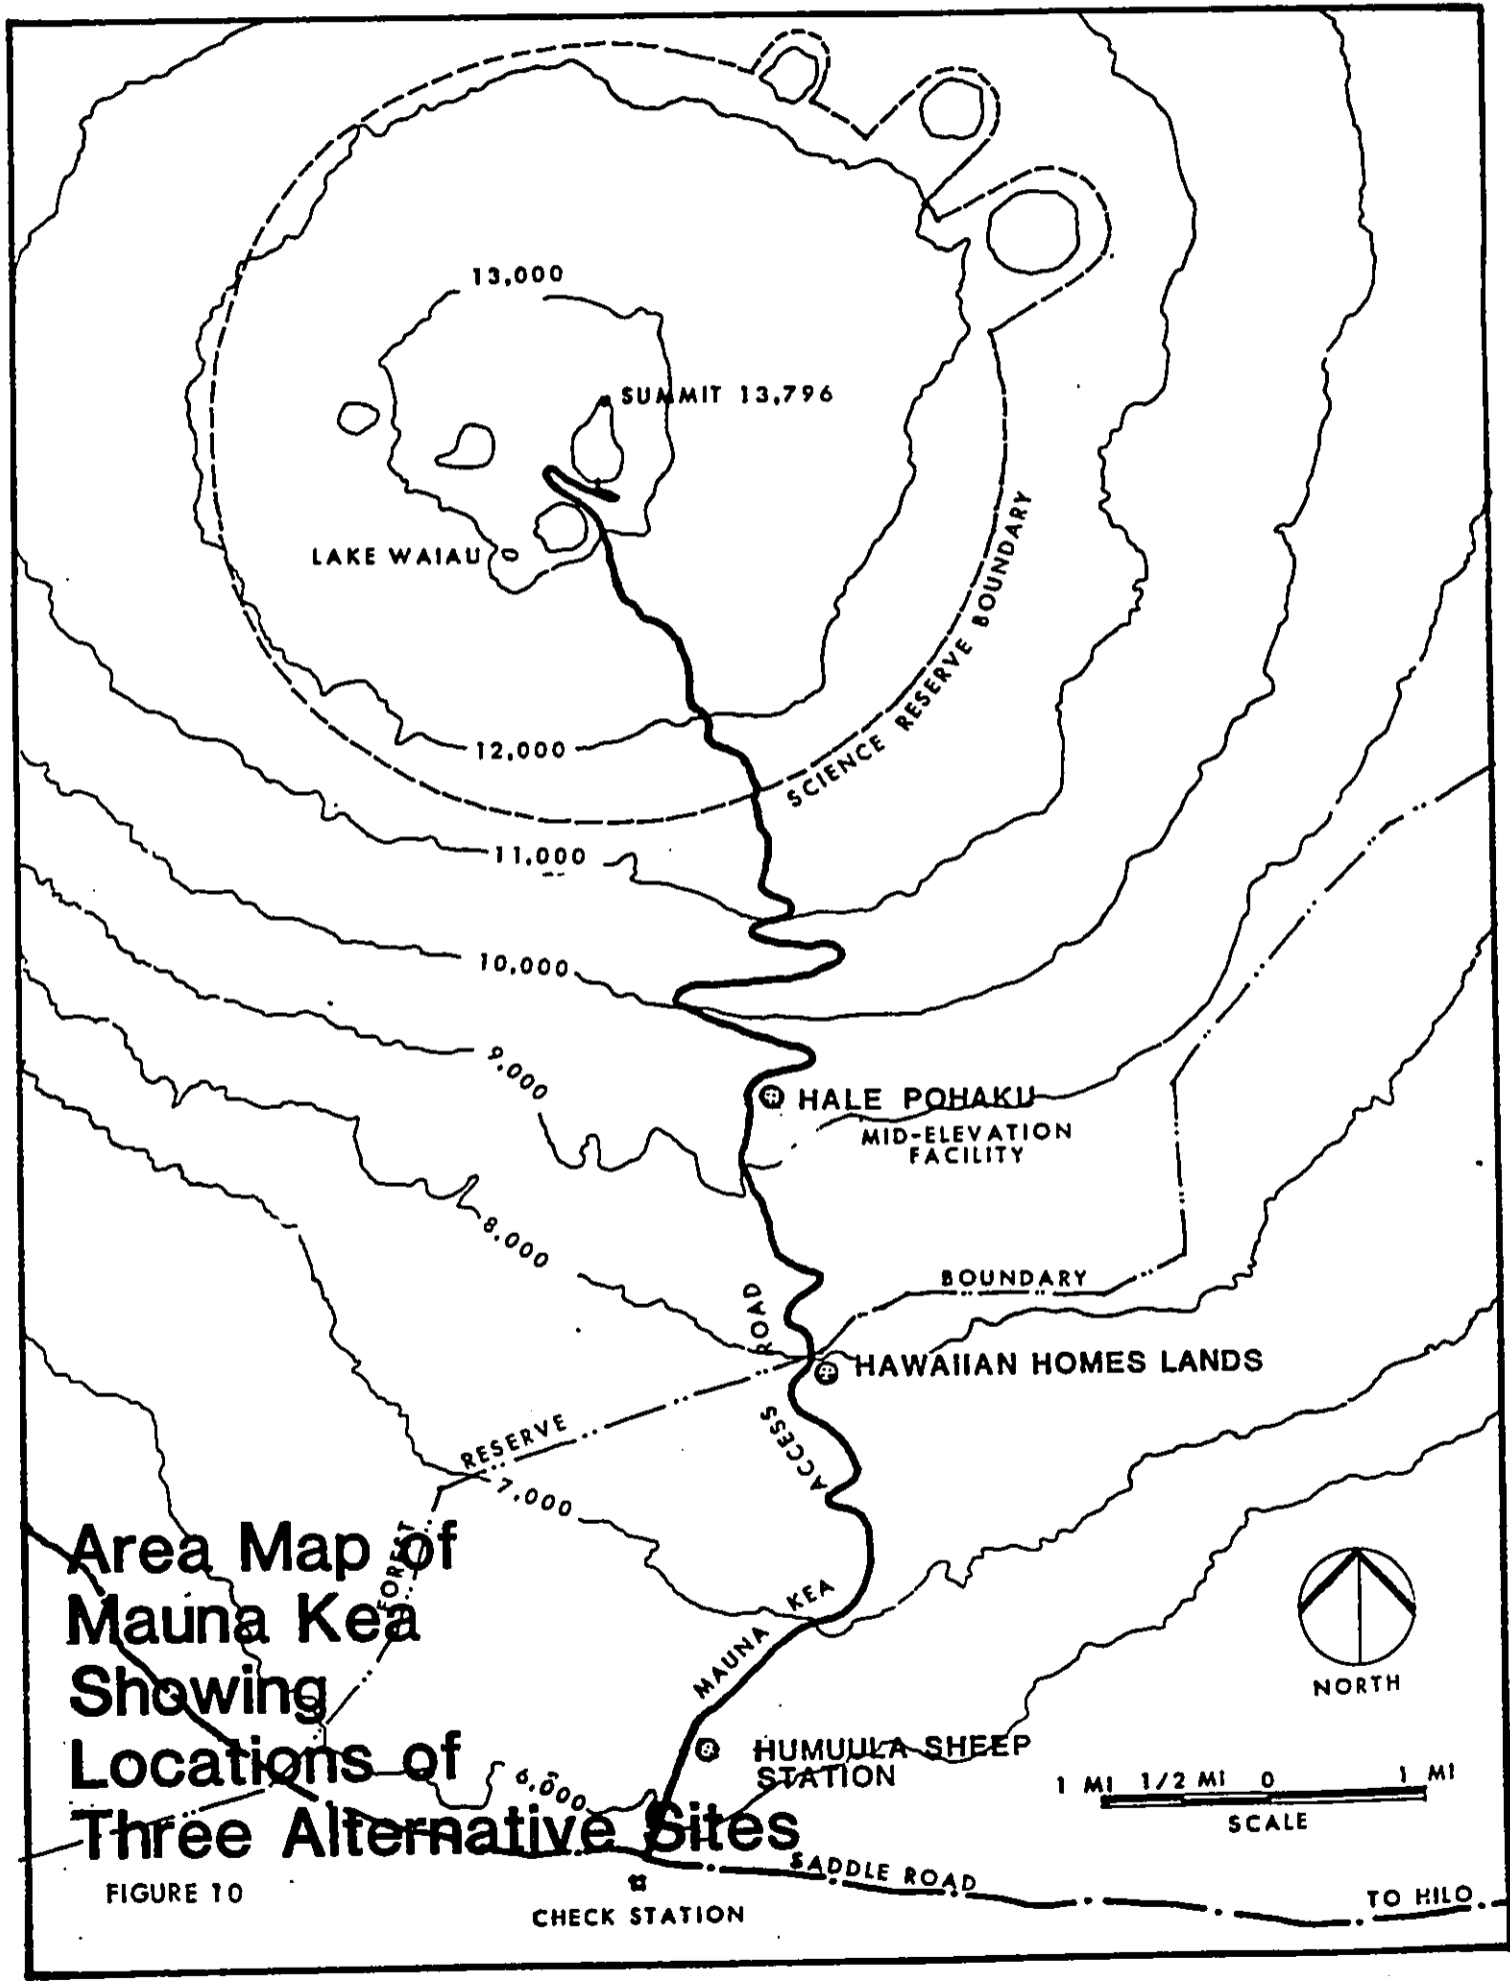 13,000
SUMMIT 13,796
LAKE WAIAU
SCIENCE RESERVE BOUNDARY
12,000
11,000
10,000
9,000
HALE POHAKU
MID-ELEVATION
FACILITY
8,000
BOUNDARY
ROAD
HAWAIIAN HOMES LANDS
ACCESS
RESERVE
7,000
FOREST
Area Map of
Mauna Kea
Showing
Locations of
Three Alternative Sites
FIGURE 10
KEA
MAUNA
NORTH
HUMUULA SHEEP
STATION
6,000
1 MI 1/2 MI 0 1 MI
SCALE
SADDLE ROAD
TO HILO
CHECK STATION